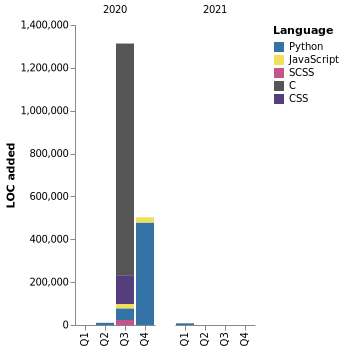 2020 2021
LOC added
1,400,000
1,200,000
1,000,000
800,000
600,000
400,000
200,000
0
Q1 Q2 Q3 Q4 Q1 Q2 Q3 Q4
Language
Python
JavaScript
SCSS
C
CSS